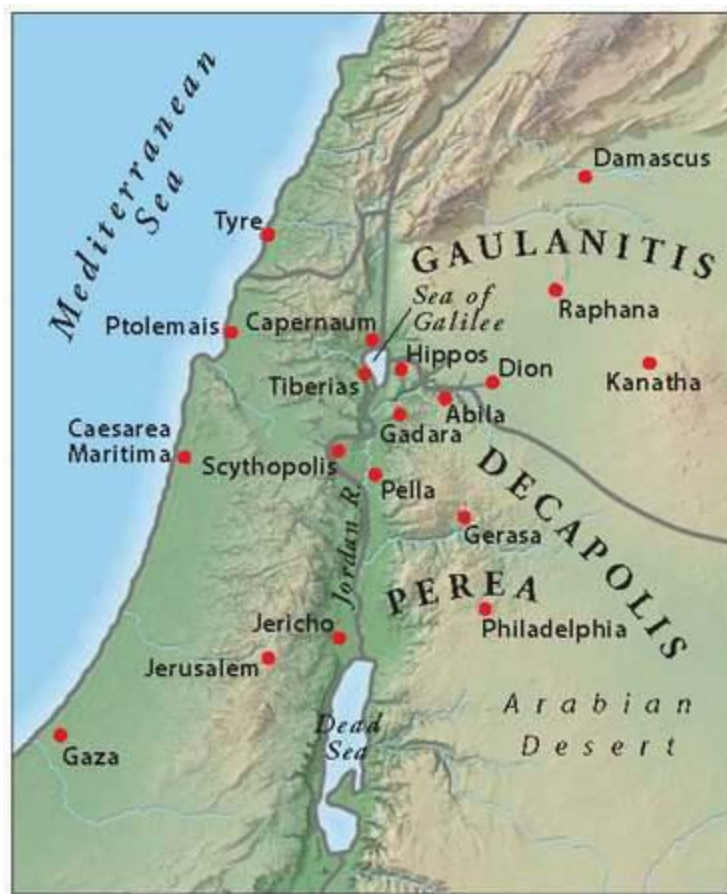 Mediterranean
Sea
Damascus
Tyre
GAULANITIS
Sea of
Galilee
Raphana
Ptolemais
Capernaum
Hippos
Dion
Kanatha
Tiberias
Abila
Gadara
Caesarea
Maritima
Scythopolis
Pella
DECAPOLIS
Jordan R.
Gerasa
PEREA
Jericho
Philadelphia
Jerusalem
Arabian
Desert
Dead
Sea
Gaza